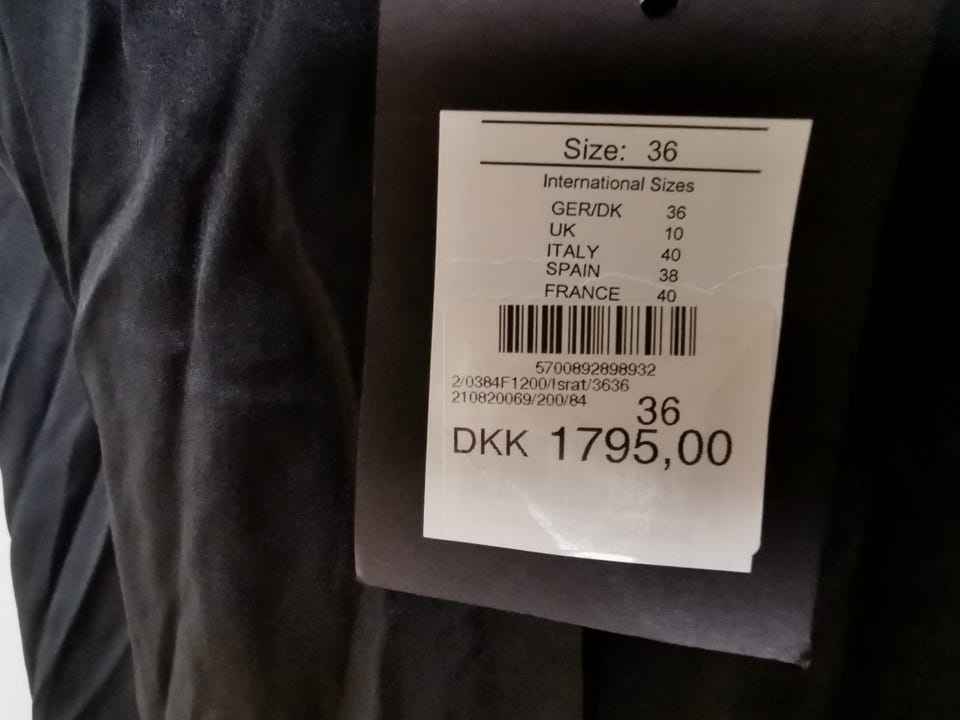 Size: 36
International Sizes
GER/DK 36
UK 10
ITALY 40
SPAIN 38
FRANCE 40
5700892898932
2/0384F1200/Israt/3636
210820069/200/84
36
DKK 1795,00